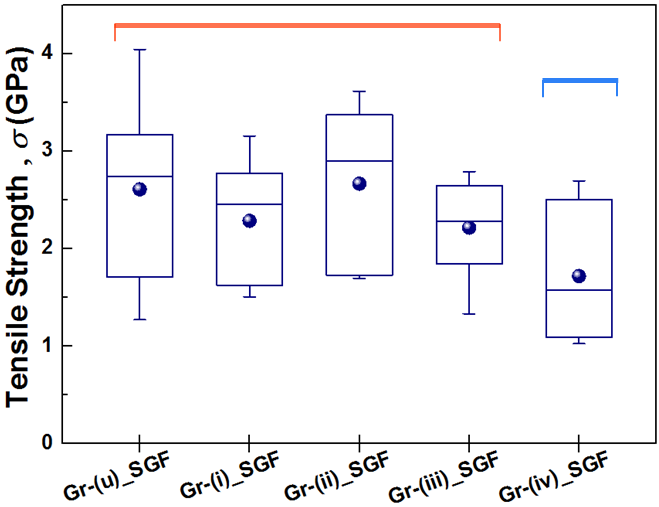 Tensile Strength , σ (GPa)
4
3
2
1
0
Gr-(u)_SGF
Gr-(i)_SGF
Gr-(ii)_SGF
Gr-(iii)_SGF
Gr-(iv)_SGF